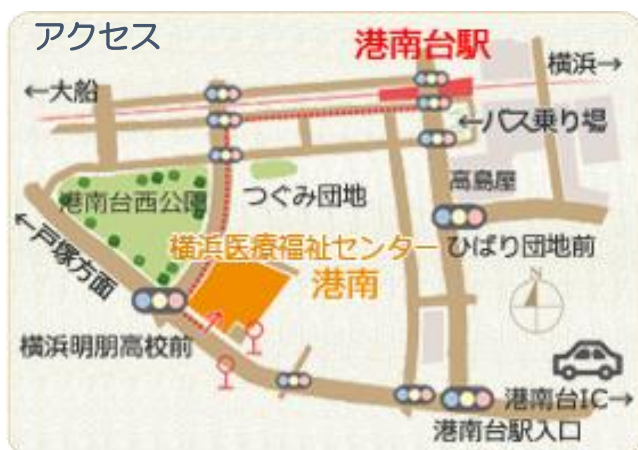 アクセス
港南台駅
横浜→
←大船
←バス乗り場
港南台西公園
つぐみ団地
高島屋
←戸塚方面
横浜医療福祉センター
港南
ひばり団地前
N
横浜明朋高校前
港南台IC→
港南台駅入口